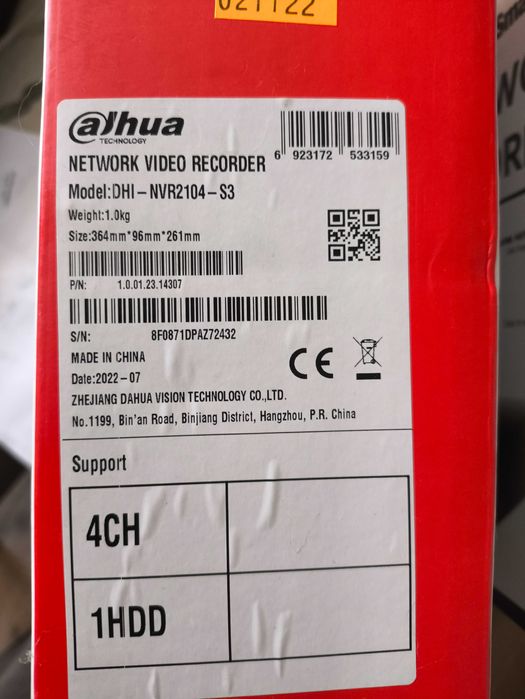 021122
alhua
TECHNOLOGY
NETWORK VIDEO RECORDER
6 923172 533159
Model:DHI-NVR2104-S3
Weight:1.0kg
Size:364mm*96mm*261mm
P/N: 1.0.01.23.14307
S/N: 8F0871DPAZ72432
MADE IN CHINA
CE
Date:2022-07
ZHEJIANG DAHUA VISION TECHNOLOGY CO.,LTD.
No.1199, Bin'an Road, Binjiang District, Hangzhou, P.R. China
Support
4CH
1HDD